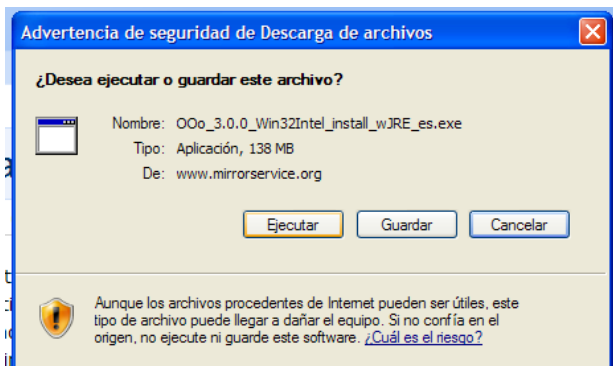 Advertencia de seguridad de Descarga de archivos
¿Desea ejecutar o guardar este archivo?
Nombre: OOo_3.0.0_Win32Intel_install_wJRE_es.exe
Tipo: Aplicación, 138 MB
De: www.mirrorservice.org
Ejecutar Guardar Cancelar
Aunque los archivos procedentes de Internet pueden ser útiles, este
tipo de archivo puede llegar a dañar el equipo. Si no confía en el
origen, no ejecute ni guarde este software. ¿Cuál es el riesgo?